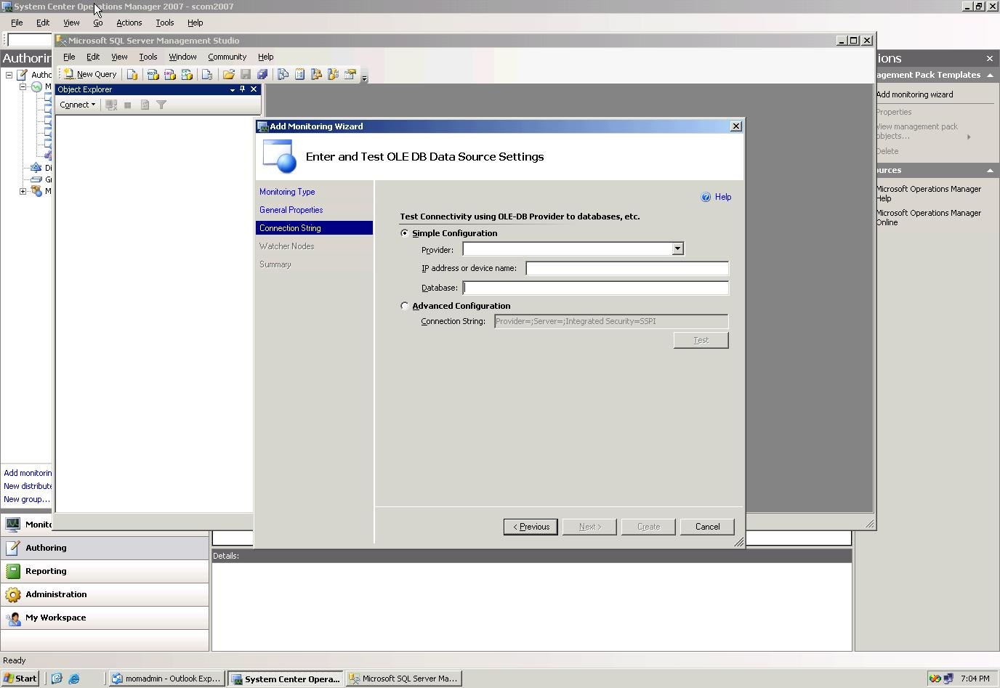 System Center Operations Manager 2007 - scom2007
File Edit View Go Actions Tools Help
Microsoft SQL Server Management Studio
File Edit View Tools Window Community Help
New Query
Object Explorer
Connect
Add Monitoring Wizard
Enter and Test OLE DB Data Source Settings
Monitoring Type
General Properties
Connection String
Watcher Nodes
Summary
Help
Test Connectivity using OLE-DB Provider to databases, etc.
Simple Configuration
Provider:
IP address or device name:
Database:
Advanced Configuration
Connection String: Provider=;Server=;Integrated Security=SSPI
Test
< Previous Next > Create Cancel
Authorin
Autho
M
Di
Gr
M
Add monitorin
New distribute
New group...
Monito
Authoring
Reporting
Administration
My Workspace
Details:
ions
agement Pack Templates
Add monitoring wizard
Properties
View management pack
objects...
Delete
urces
Microsoft Operations Manager
Help
Microsoft Operations Manager
Online
Ready
Start momadmin - Outlook Exp... System Center Opera... Microsoft SQL Server Ma... 7:04 PM